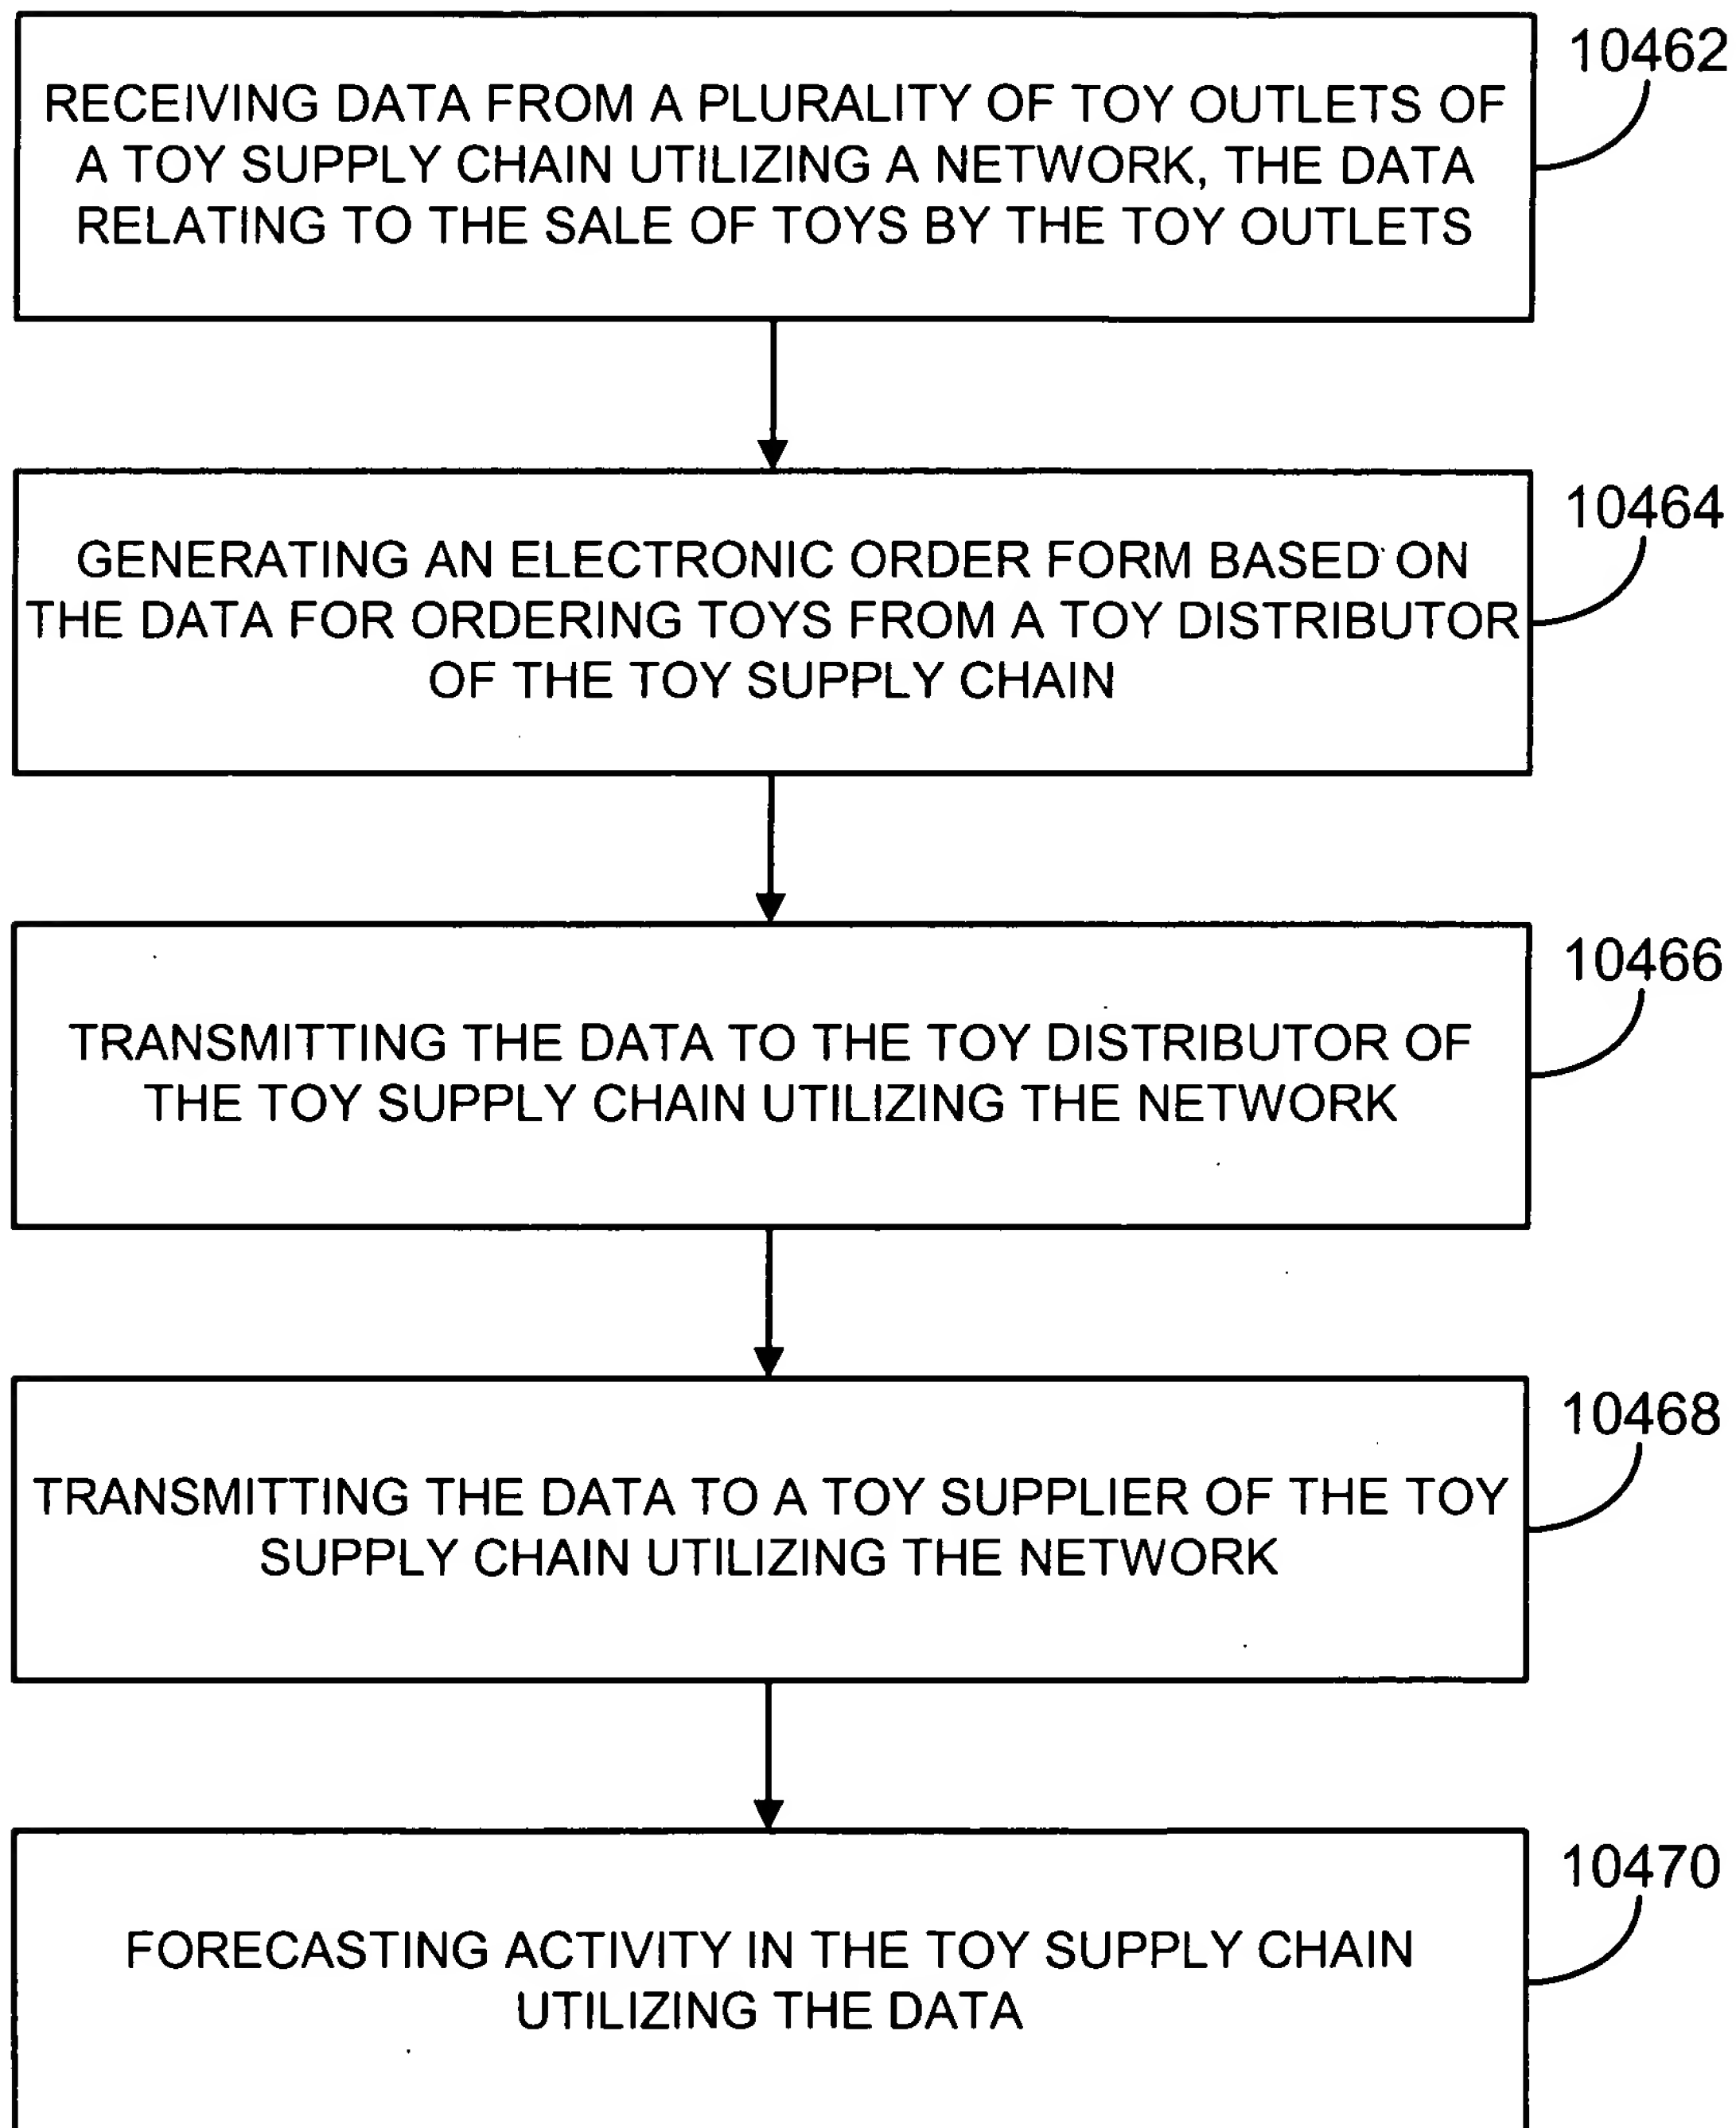 10462
RECEIVING DATA FROM A PLURALITY OF TOY OUTLETS OF
A TOY SUPPLY CHAIN UTILIZING A NETWORK, THE DATA
RELATING TO THE SALE OF TOYS BY THE TOY OUTLETS
10464
GENERATING AN ELECTRONIC ORDER FORM BASED ON
THE DATA FOR ORDERING TOYS FROM A TOY DISTRIBUTOR
OF THE TOY SUPPLY CHAIN
10466
TRANSMITTING THE DATA TO THE TOY DISTRIBUTOR OF
THE TOY SUPPLY CHAIN UTILIZING THE NETWORK
10468
TRANSMITTING THE DATA TO A TOY SUPPLIER OF THE TOY
SUPPLY CHAIN UTILIZING THE NETWORK
10470
FORECASTING ACTIVITY IN THE TOY SUPPLY CHAIN
UTILIZING THE DATA